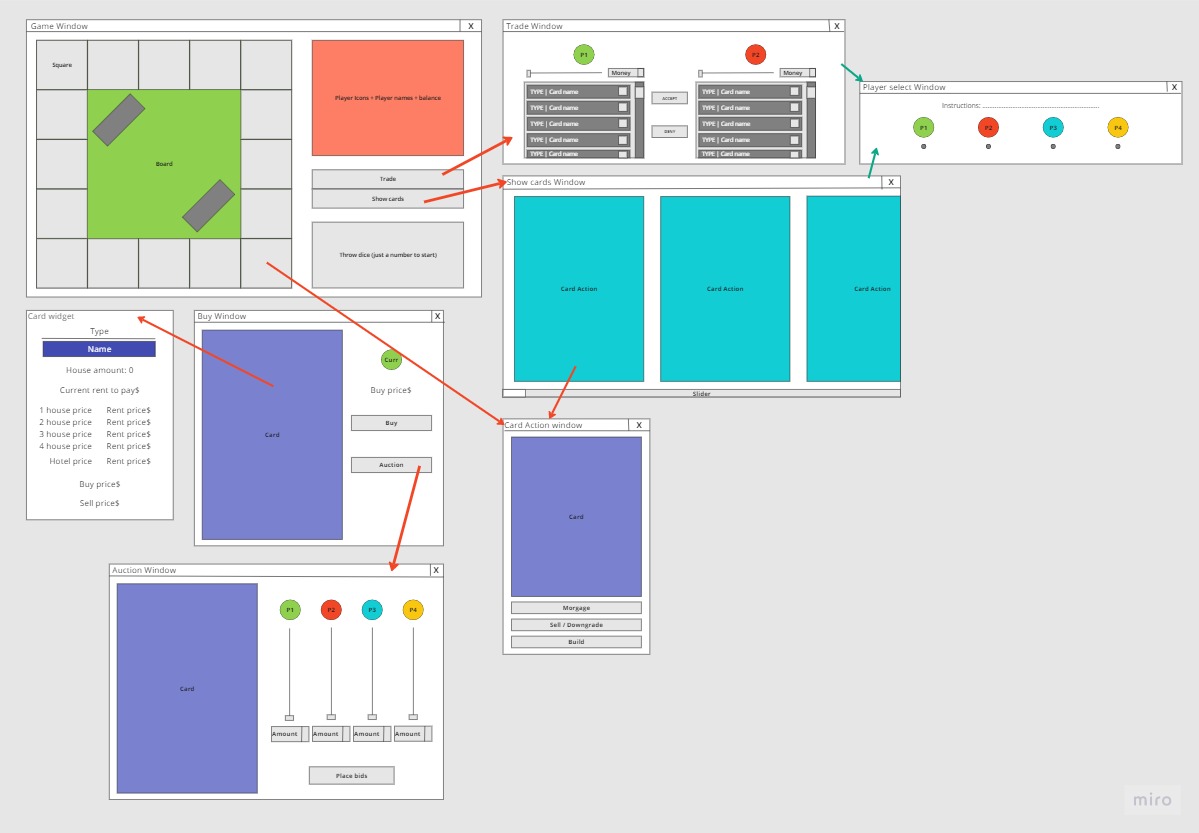 Game Window
X
Square
Board
Player icons + Player names + balance
Trade
Show cards
Throw dice (just a number to start)
Trade Window
X
P1
P2
Money
Money
TYPE | Card name
TYPE | Card name
TYPE | Card name
TYPE | Card name
TYPE | Card name
ACCEPT
DENY
TYPE | Card name
TYPE | Card name
TYPE | Card name
TYPE | Card name
TYPE | Card name
Player select Window
X
Instructions: ............................................................
P1
P2
P3
P4
Show cards Window
X
Card Action
Card Action
Card Action
Slider
Card widget
Type
Name
House amount: 0
Current rent to pay$
1 house price Rent price$
2 house price Rent price$
3 house price Rent price$
4 house price Rent price$
Hotel price Rent price$
Buy price$
Sell price$
Buy Window
X
Card
Curr
Buy price$
Buy
Auction
Card Action window
X
Card
Morgage
Sell / Downgrade
Build
Auction Window
X
Card
P1
P2
P3
P4
Amount
Amount
Amount
Amount
Place bids
miro